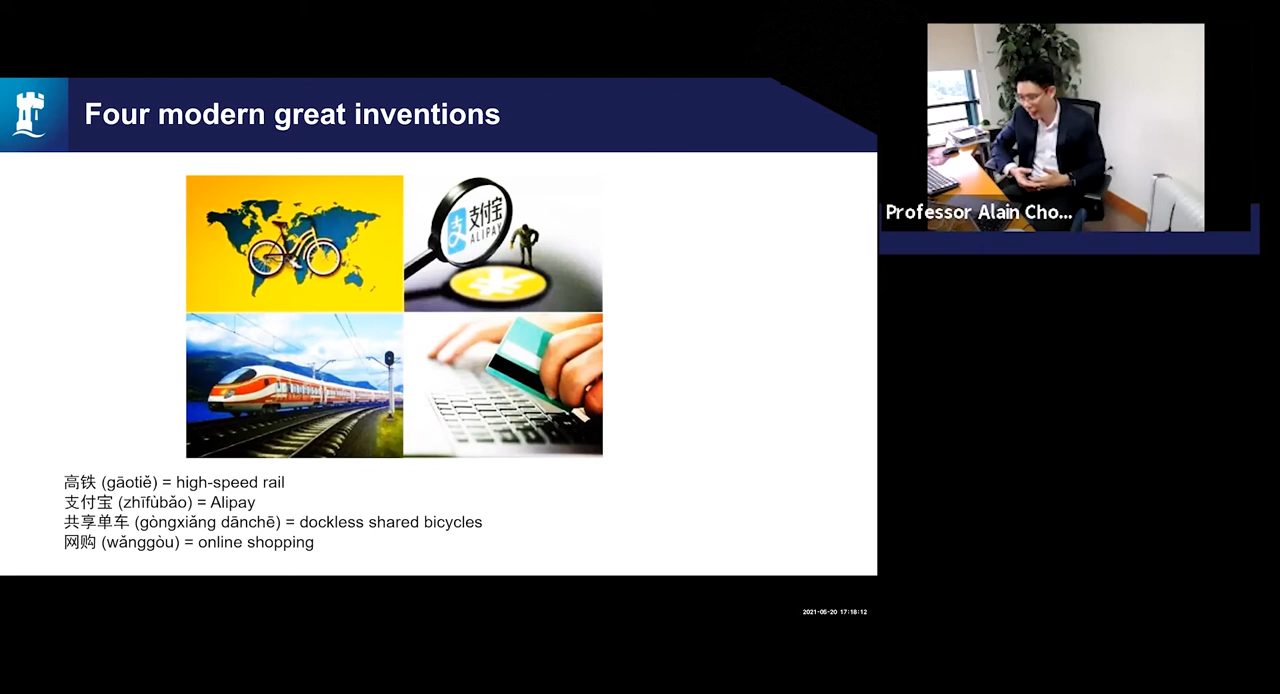 Four modern great inventions
支付宝
ALIPAY
高铁 (gāotiě) = high-speed rail
支付宝 (zhīfùbǎo) = Alipay
共享单车 (gòngxiǎng dānchē) = dockless shared bicycles
网购 (wǎnggòu) = online shopping
Professor Alain Cho...
2021-05-20 17:18:12